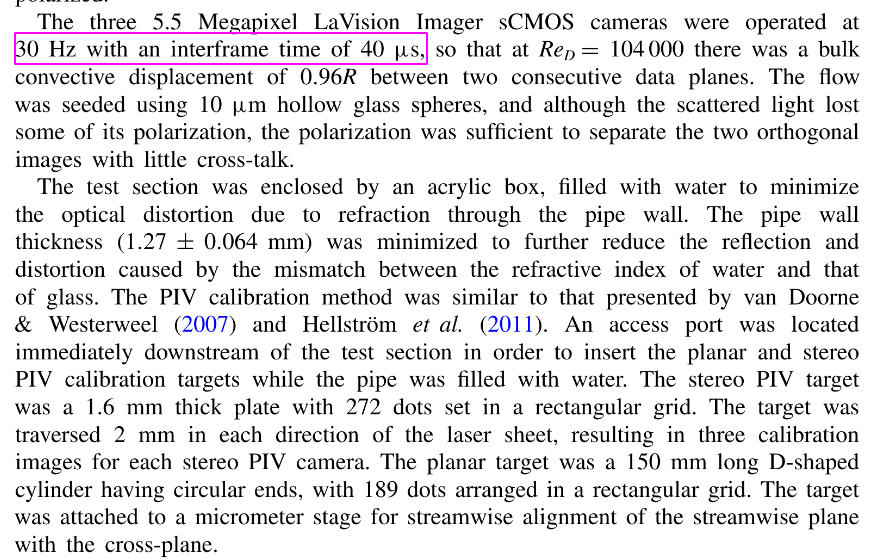 polarized.
The three 5.5 Megapixel LaVision Imager sCMOS cameras were operated at
30 Hz with an interframe time of 40 μs, so that at Re_D = 104 000 there was a bulk
convective displacement of 0.96R between two consecutive data planes. The flow
was seeded using 10 μm hollow glass spheres, and although the scattered light lost
some of its polarization, the polarization was sufficient to separate the two orthogonal
images with little cross-talk.
The test section was enclosed by an acrylic box, filled with water to minimize
the optical distortion due to refraction through the pipe wall. The pipe wall
thickness (1.27 ± 0.064 mm) was minimized to further reduce the reflection and
distortion caused by the mismatch between the refractive index of water and that
of glass. The PIV calibration method was similar to that presented by van Doorne
& Westerweel (2007) and Hellström et al. (2011). An access port was located
immediately downstream of the test section in order to insert the planar and stereo
PIV calibration targets while the pipe was filled with water. The stereo PIV target
was a 1.6 mm thick plate with 272 dots set in a rectangular grid. The target was
traversed 2 mm in each direction of the laser sheet, resulting in three calibration
images for each stereo PIV camera. The planar target was a 150 mm long D-shaped
cylinder having circular ends, with 189 dots arranged in a rectangular grid. The target
was attached to a micrometer stage for streamwise alignment of the streamwise plane
with the cross-plane.